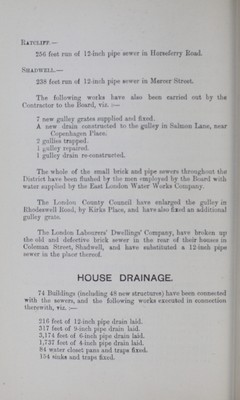 RATCLIFF.—
256 feet run of 12-inch pipe sewer in Horseferry Road.
SHADWELL.—
238 feet run of 12-inch pipe sewer in Mercer Street.
The following works have also been carried out by the
Contractor to the Board, viz. :—
7 new gulley grates supplied and fixed.
A new drain constructed to the gulley in Salmon Lane, near
Copenhagen Place.
2 gullies trapped.
1 gulley repaired.
1 gulley drain re-constructed.
The whole of the small brick and pipe sewers throughout the
District have been flushed by the men employed by the Board with
water supplied by the East London Water Works Company.
The London County Council have enlarged the gulley in
Rhodeswell Road, by Kirks Place, and have also fixed an additional
gulley grate.
The London Labourers' Dwellings' Company, have broken up
the old and defective brick sewer in the rear of their houses in
Coleman Street, Shadwell, and have substituted a 12-inch pipe
sewer in the place thereof.
HOUSE DRAINAGE.
74 Buildings (including 48 new structures) have been connected
with the sewers, and the following works executed in connection
therewith, viz. :—
216 feet of 12-inch pipe drain laid.
317 feet of 9-inch pipe drain laid.
3,174 feet of 6-inch pipe drain laid.
1,737 feet of 4-inch pipe drain laid.
84 water closet pans and traps fixed.
154 sinks and traps fixed.